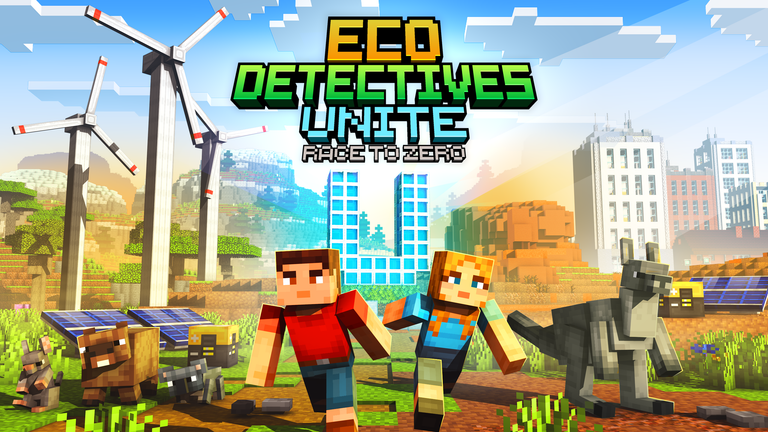 ECO
DETECTIVES
UNITE
RACE TO ZERO